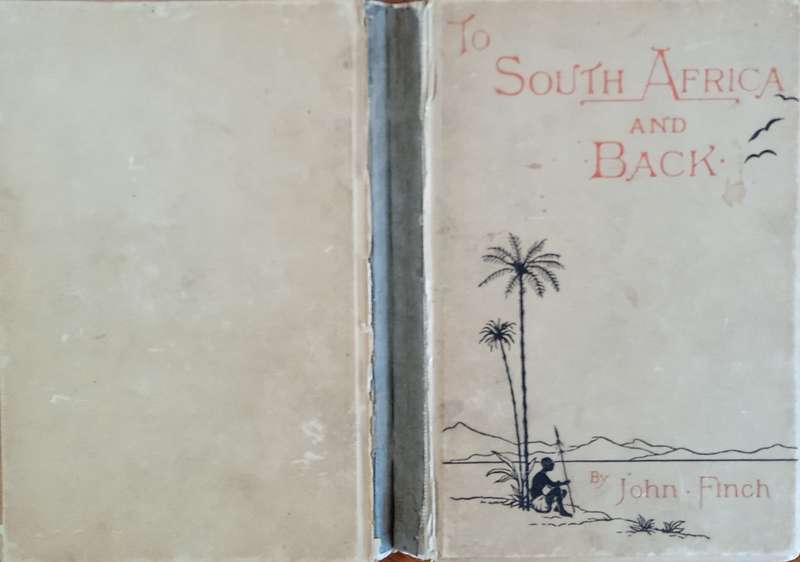 To
South Africa
and
·Back·
By John · Finch